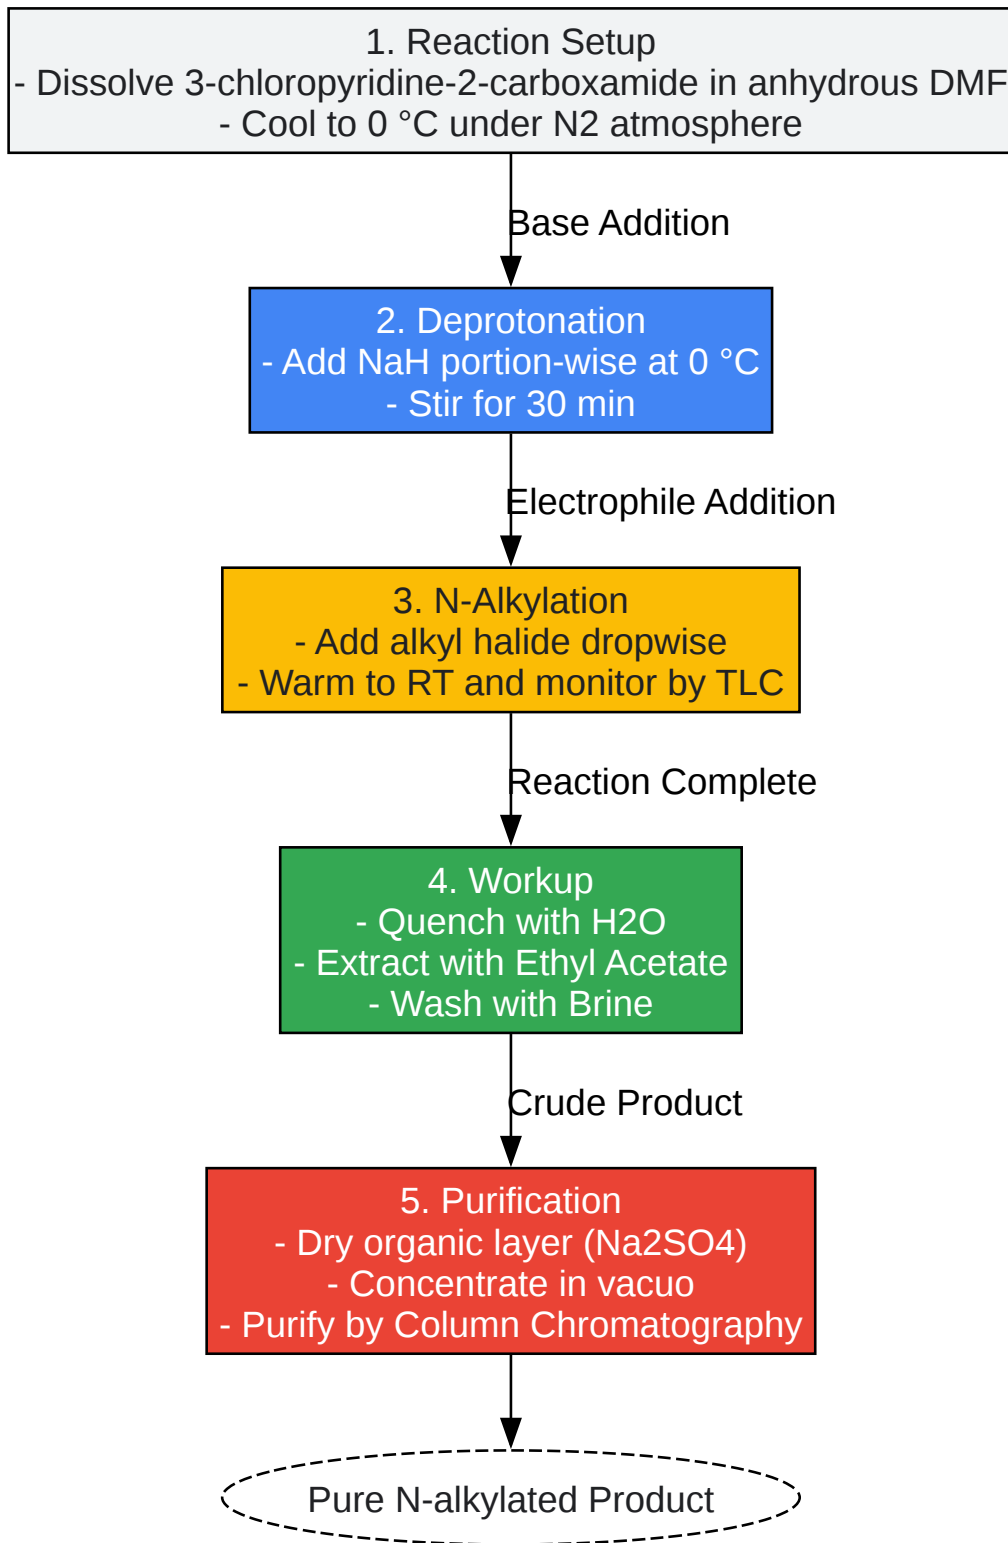 1. Reaction Setup
- Dissolve 3-chloropyridine-2-carboxamide in anhydrous DMF
- Cool to 0 °C under N2 atmosphere
Base Addition
2. Deprotonation
- Add NaH portion-wise at 0 °C
- Stir for 30 min
Electrophile Addition
3. N-Alkylation
- Add alkyl halide dropwise
- Warm to RT and monitor by TLC
Reaction Complete
4. Workup
- Quench with H2O
- Extract with Ethyl Acetate
- Wash with Brine
Crude Product
5. Purification
- Dry organic layer (Na2SO4)
- Concentrate in vacuo
- Purify by Column Chromatography
Pure N-alkylated Product